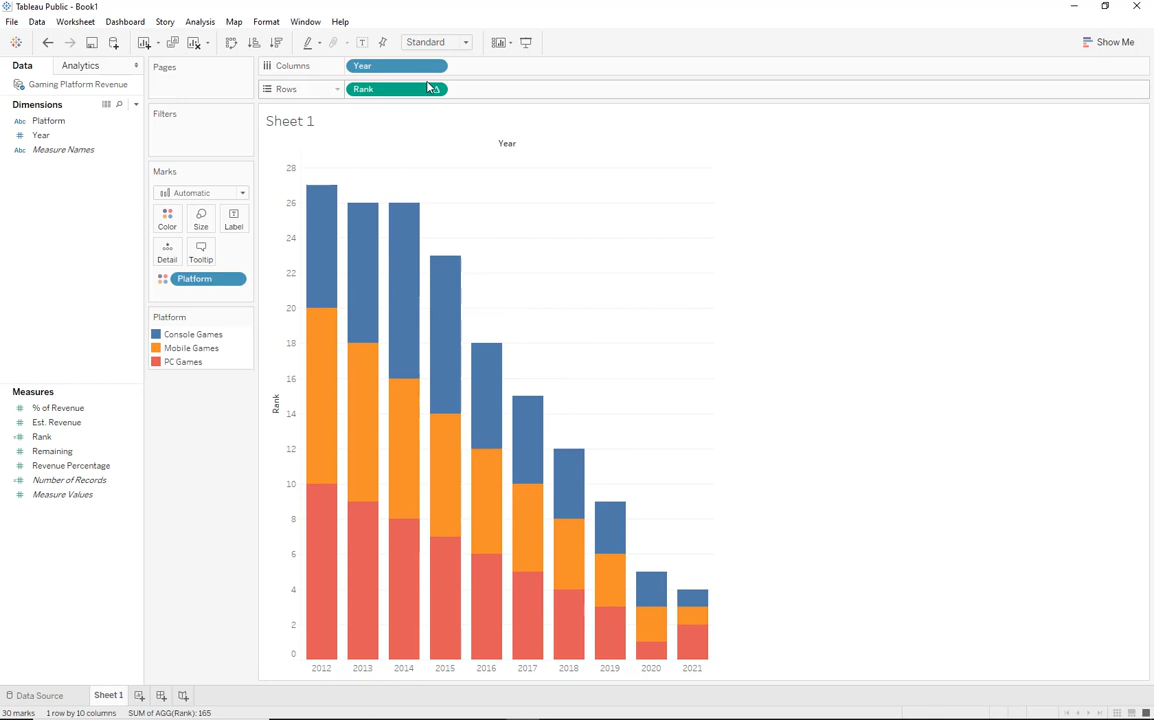 Tableau Public - Book1
File Data Worksheet Dashboard Story Analysis Map Format Window Help
Standard
Show Me
Data Analytics
Gaming Platform Revenue
Dimensions
Abc Platform
# Year
Abc Measure Names
Measures
# % of Revenue
# Est. Revenue
=# Rank
# Remaining
# Revenue Percentage
=# Number of Records
# Measure Values
Pages
Filters
Marks
Automatic
Color Size Label
Detail Tooltip
Platform
Platform
Console Games
Mobile Games
PC Games
Columns Year
Rows Rank
Sheet 1
Year
28
26
24
22
20
18
16
14
12
10
8
6
4
2
0
Rank
2012 2013 2014 2015 2016 2017 2018 2019 2020 2021
Data Source Sheet 1
30 marks 1 row by 10 columns SUM of AGG(Rank): 165